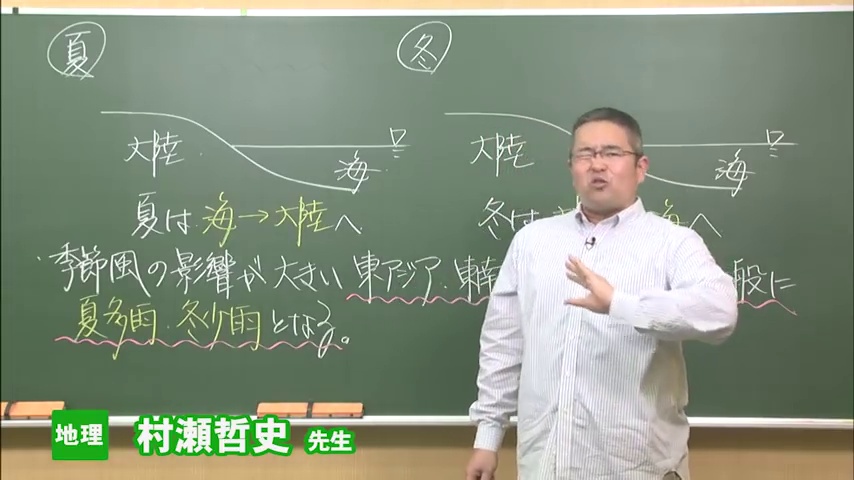 夏
冬
大陸
海
大陸
海
夏は 海→大陸へ
冬は 海へ
季節風の影響が大きい 東アジア・東南 般に
夏多雨・冬少雨となる。
地理 村瀬哲史 先生